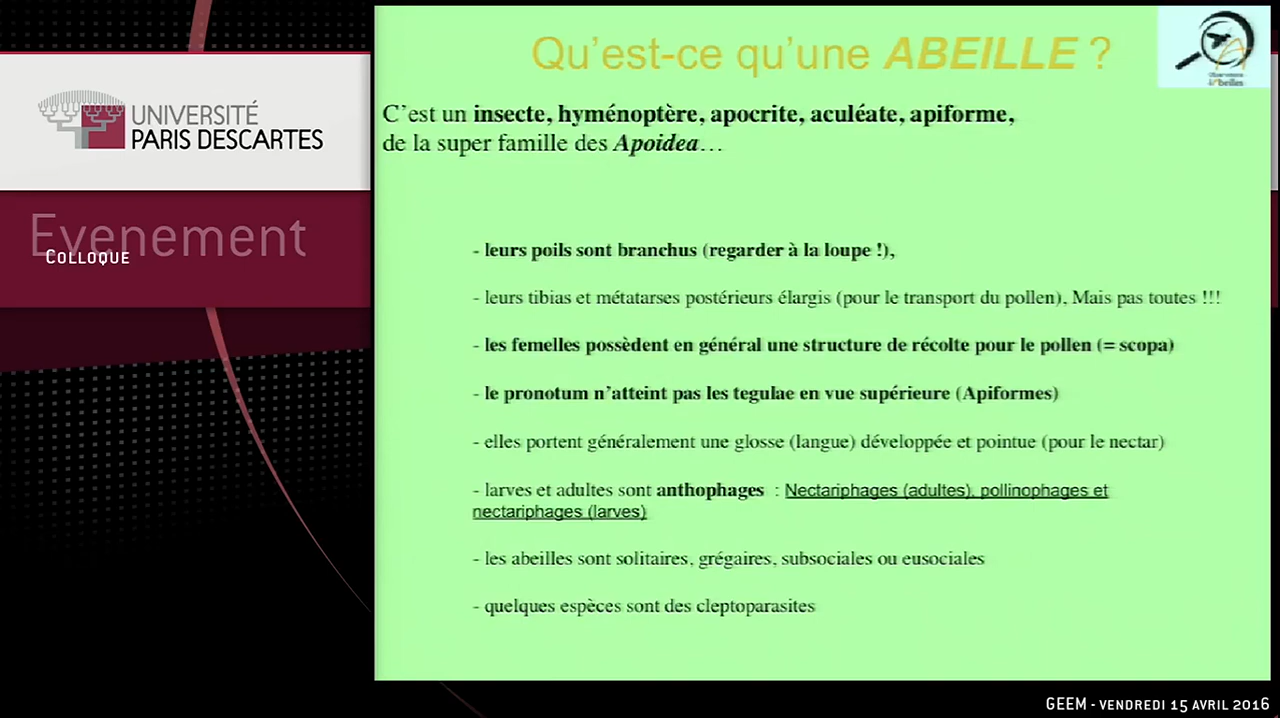 UNIVERSITÉ
PARIS DESCARTES
Evenement
COLLOQUE
Qu'est-ce qu'une ABEILLE ?
C'est un insecte, hyménoptère, apocrite, aculéate, apiforme,
de la super famille des Apoidea…
- leurs poils sont branchus (regarder à la loupe !),
- leurs tibias et métatarses postérieurs élargis (pour le transport du pollen), Mais pas toutes !!!
- les femelles possèdent en général une structure de récolte pour le pollen (= scopa)
- le pronotum n'atteint pas les tegulae en vue supérieure (Apiformes)
- elles portent généralement une glosse (langue) développée et pointue (pour le nectar)
- larves et adultes sont anthophages : Nectariphages (adultes), pollinophages et
nectariphages (larves)
- les abeilles sont solitaires, grégaires, subsociales ou eusociales
- quelques espèces sont des cleptoparasites
GEEM - VENDREDI 15 AVRIL 2016